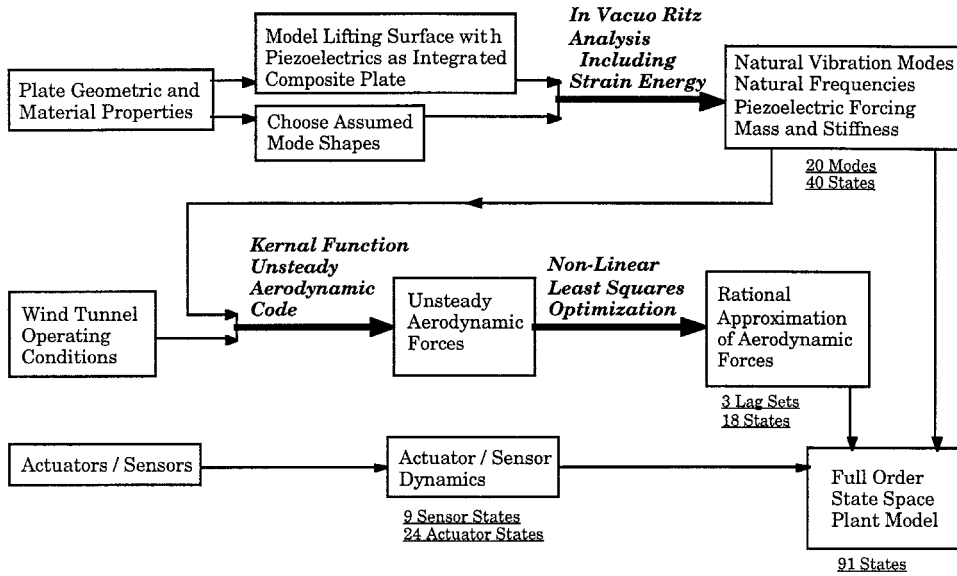 Plate Geometric and
Material Properties
Model Lifting Surface with
Piezoelectrics as Integrated
Composite Plate
Choose Assumed
Mode Shapes
In Vacuo Ritz
Analysis
Including
Strain Energy
Natural Vibration Modes
Natural Frequencies
Piezoelectric Forcing
Mass and Stiffness
20 Modes
40 States
Wind Tunnel
Operating
Conditions
Kernal Function
Unsteady
Aerodynamic
Code
Unsteady
Aerodynamic
Forces
Non-Linear
Least Squares
Optimization
Rational
Approximation
of Aerodynamic
Forces
3 Lag Sets
18 States
Actuators / Sensors
Actuator / Sensor
Dynamics
9 Sensor States
24 Actuator States
Full Order
State Space
Plant Model
91 States